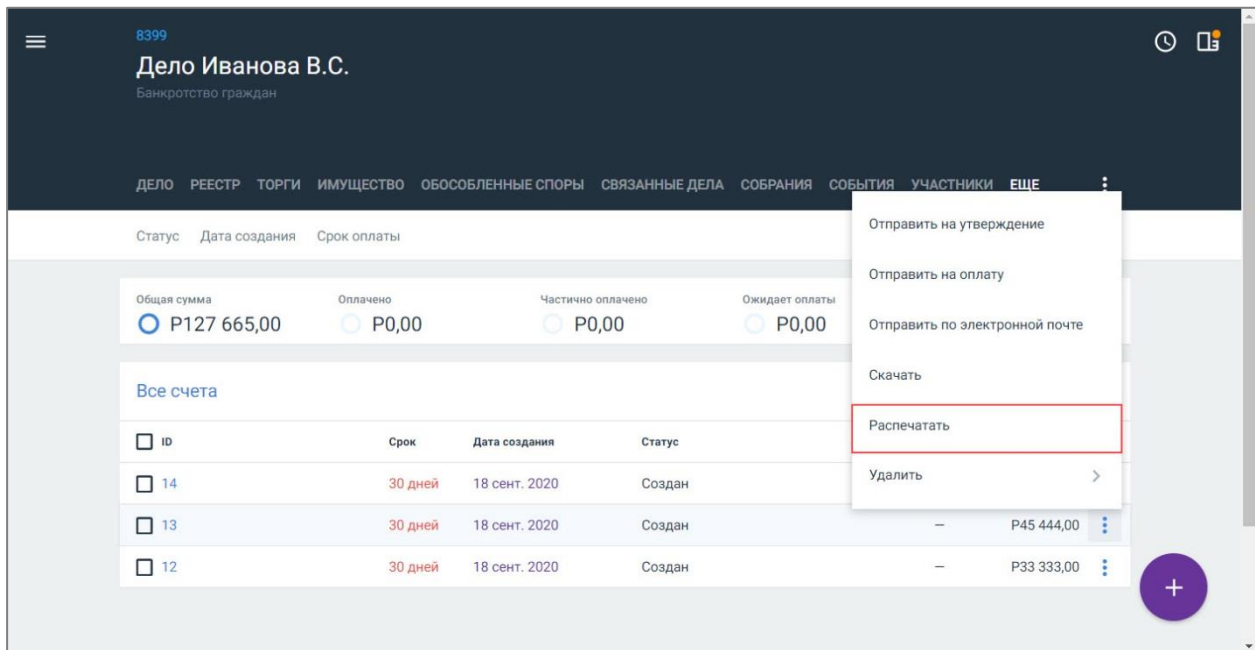 8399
Дело Иванова В.С.
Банкротство граждан
ДЕЛО РЕЕСТР ТОРГИ ИМУЩЕСТВО ОБОСОБЛЕННЫЕ СПОРЫ СВЯЗАННЫЕ ДЕЛА СОБРАНИЯ СОБЫТИЯ УЧАСТНИКИ ЕЩЕ
Статус Дата создания Срок оплаты
Общая сумма Оплачено Частично оплачено Ожидает оплаты
Р127 665,00 Р0,00 Р0,00 Р0,00
Все счета
ID Срок Дата создания Статус
14 30 дней 18 сент. 2020 Создан
13 30 дней 18 сент. 2020 Создан – Р45 444,00
12 30 дней 18 сент. 2020 Создан – Р33 333,00
Отправить на утверждение
Отправить на оплату
Отправить по электронной почте
Скачать
Распечатать
Удалить